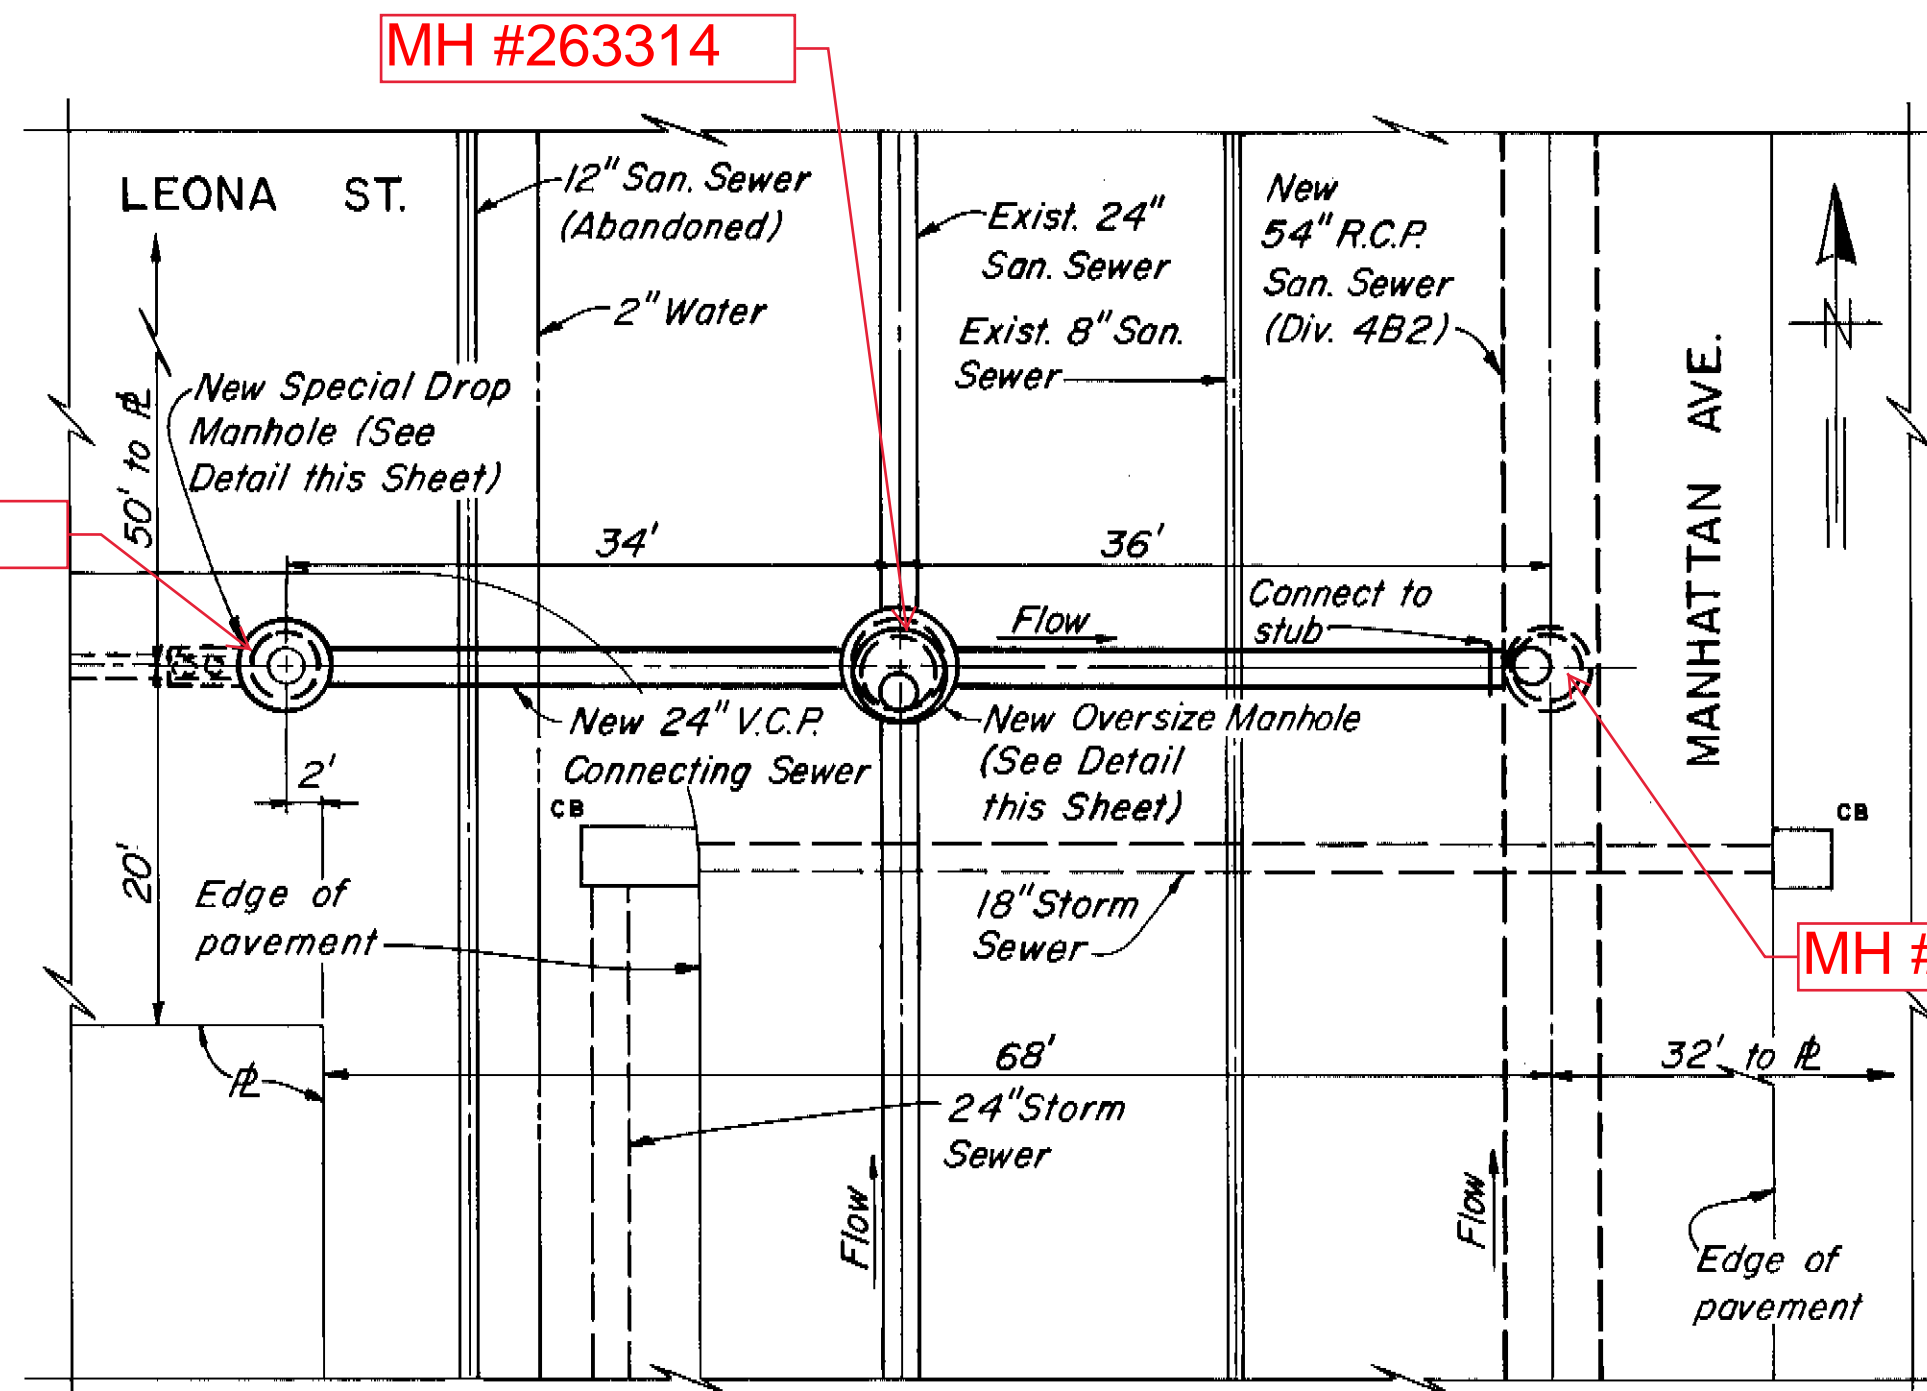 MH #263314
LEONA ST.
12" San. Sewer
(Abandoned)
2" Water
Exist. 24"
San. Sewer
Exist. 8" San.
Sewer
New
54" R.C.P.
San. Sewer
(Div. 4B2)
N
MANHATTAN AVE.
New Special Drop
Manhole (See
Detail this Sheet)
50' to ⅊
34'
36'
Flow
Connect to
stub
New 24" V.C.P.
Connecting Sewer
New Oversize Manhole
(See Detail
this Sheet)
2'
CB
CB
20'
Edge of
pavement
18" Storm
Sewer
MH #
68'
32' to ⅊
⅊
24" Storm
Sewer
Flow
Flow
Edge of
pavement